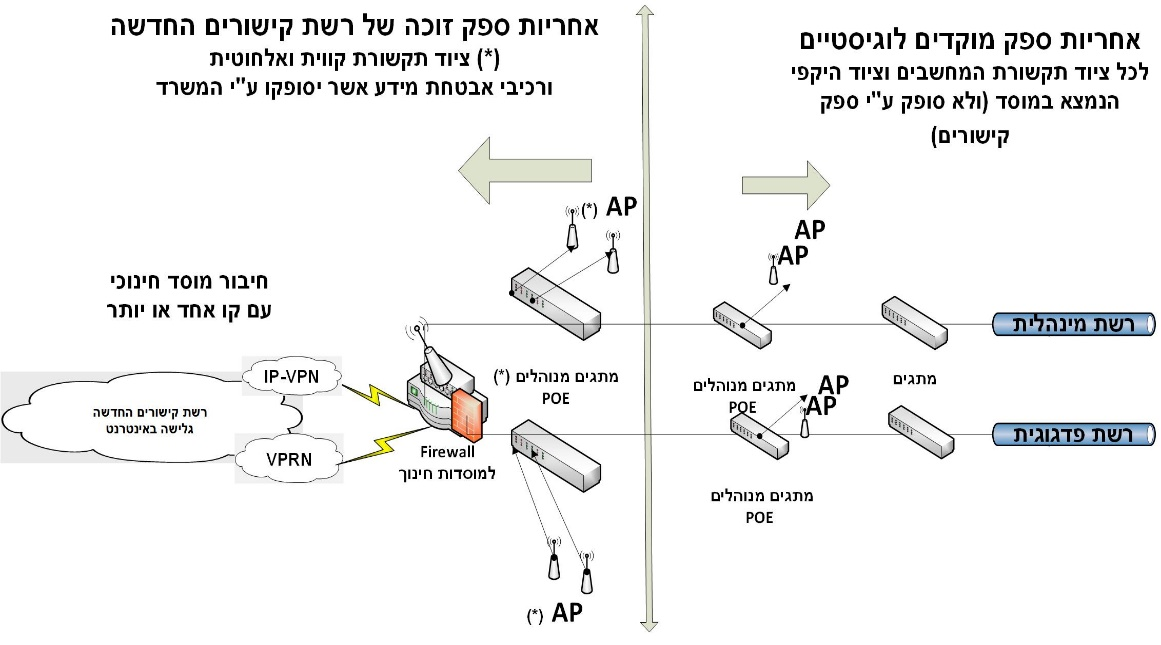 אחריות ספק מוקדים לוגיסטיים
לכל ציוד תקשורת המחשבים וציוד היקפי
הנמצא במוסד (ולא סופק ע"י ספק
קישורים)
אחריות ספק זוכה של רשת קישורים החדשה
(*) ציוד תקשורת קווית ואלחוטית
ורכיבי אבטחת מידע אשר יסופקו ע"י המשרד
AP (*)
AP
AP
חיבור מוסד חינוכי
עם קו אחד או יותר
רשת מינהלית
מתגים
מתגים מנוהלים
POE
מתגים מנוהלים (*)
POE
IP-VPN
רשת קישורים החדשה
גלישה באינטרנט
VPRN
Firewall
למוסדות חינוך
AP
AP
רשת פדגוגית
מתגים מנוהלים
POE
AP (*)